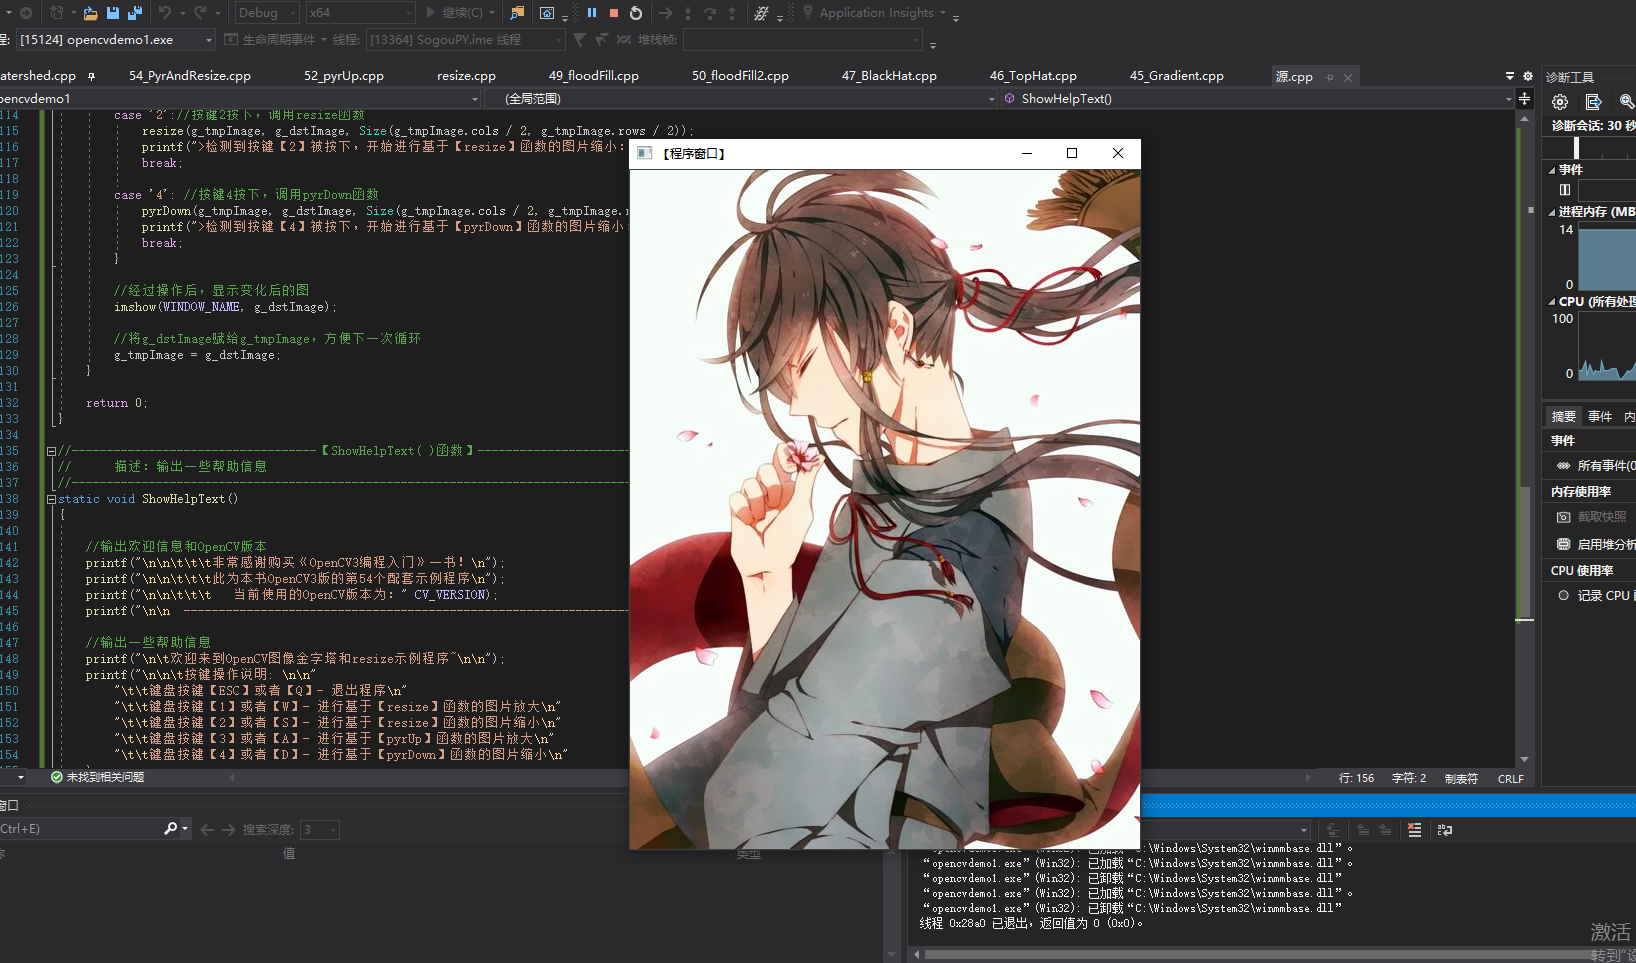 Debug
x64
继续(C)
Application Insights
程:
[15124] opencvdemo1.exe
生命周期事件
线程:
[13364] SogouPY.ime 线程
堆栈帧:
atershed.cpp
54_PyrAndResize.cpp
52_pyrUp.cpp
resize.cpp
49_floodFill.cpp
50_floodFill2.cpp
47_BlackHat.cpp
46_TopHat.cpp
45_Gradient.cpp
源.cpp
诊断工具
pencvdemo1
(全局范围)
ShowHelpText()
诊断会话: 30 秒
114 case '2'://按键2按下，调用resize函数
115 resize(g_tmpImage, g_dstImage, Size(g_tmpImage.cols / 2, g_tmpImage.rows / 2));
116 printf(">检测到按键【2】被按下，开始进行基于【resize】函数的图片缩小:
117 break;
118
119 case '4': //按键4按下，调用pyrDown函数
120 pyrDown(g_tmpImage, g_dstImage, Size(g_tmpImage.cols / 2, g_tmpImage.r
121 printf(">检测到按键【4】被按下，开始进行基于【pyrDown】函数的图片缩小
122 break;
123 }
124
125 //经过操作后，显示变化后的图
126 imshow(WINDOW_NAME, g_dstImage);
127
128 //将g_dstImage赋给g_tmpImage，方便下一次循环
129 g_tmpImage = g_dstImage;
130 }
131
132 return 0;
133 }
134
135 //-----------------------------------【ShowHelpText( )函数】----------------------
136 // 描述：输出一些帮助信息
137 //--------------------------------------------------------------------------------
138 static void ShowHelpText()
139 {
140
141 //输出欢迎信息和OpenCV版本
142 printf("\n\n\t\t\t非常感谢购买《OpenCV3编程入门》一书！\n");
143 printf("\n\n\t\t\t此为本书OpenCV3版的第54个配套示例程序\n");
144 printf("\n\n\t\t\t 当前使用的OpenCV版本为：" CV_VERSION);
145 printf("\n\n ----------------------------------------------------------------
146
147 //输出一些帮助信息
148 printf("\n\t欢迎来到OpenCV图像金字塔和resize示例程序~\n\n");
149 printf("\n\n\t按键操作说明: \n\n"
150 "\t\t键盘按键【ESC】或者【Q】- 退出程序\n"
151 "\t\t键盘按键【1】或者【W】- 进行基于【resize】函数的图片放大\n"
152 "\t\t键盘按键【2】或者【S】- 进行基于【resize】函数的图片缩小\n"
153 "\t\t键盘按键【3】或者【A】- 进行基于【pyrUp】函数的图片放大\n"
154 "\t\t键盘按键【4】或者【D】- 进行基于【pyrDown】函数的图片缩小\n"
【程序窗口】
事件
进程内存 (MB
14
0
CPU (所有处理
100
0
摘要
事件
内
事件
所有事件(0
内存使用率
截取快照
启用堆分析
CPU 使用率
记录 CPU
未找到相关问题
行: 156
字符: 2
制表符
CRLF
窗口
Ctrl+E)
搜索深度:
3
值
类型
“opencvdemo1.exe”(Win32): 已加载“C:\Windows\System32\winmmbase.dll”。
“opencvdemo1.exe”(Win32): 已加载“C:\Windows\System32\winmmbase.dll”。
“opencvdemo1.exe”(Win32): 已卸载“C:\Windows\System32\winmmbase.dll”
“opencvdemo1.exe”(Win32): 已加载“C:\Windows\System32\winmmbase.dll”。
“opencvdemo1.exe”(Win32): 已卸载“C:\Windows\System32\winmmbase.dll”
线程 0x28a0 已退出，返回值为 0 (0x0)。
激活
转到"设